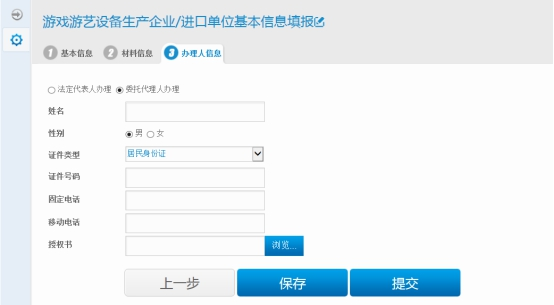 游戏游艺设备生产企业/进口单位基本信息填报
1 基本信息 2 材料信息 3 办理人信息
法定代表人办理 委托代理人办理
姓名
性别 男 女
证件类型 居民身份证
证件号码
固定电话
移动电话
授权书 浏览...
上一步 保存 提交